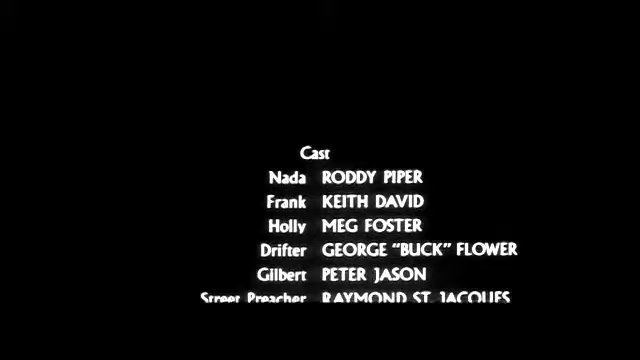 Cast
Nada RODDY PIPER
Frank KEITH DAVID
Holly MEG FOSTER
Drifter GEORGE "BUCK" FLOWER
Gilbert PETER JASON
Street Preacher RAYMOND ST. JACQUES